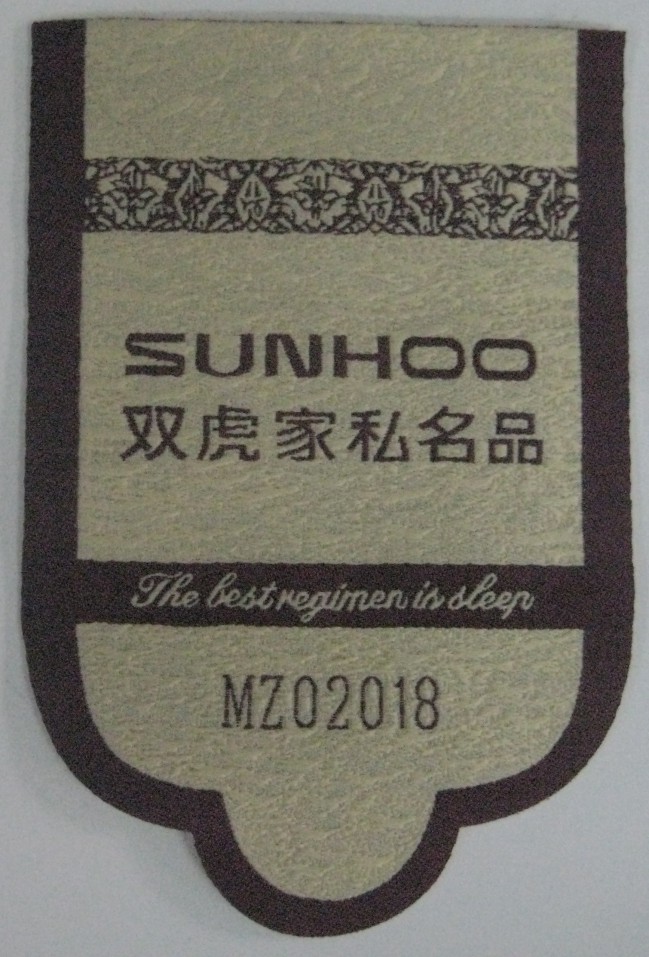 SUNHOO
双虎家私名品
The best regimen is sleep
MZ02018